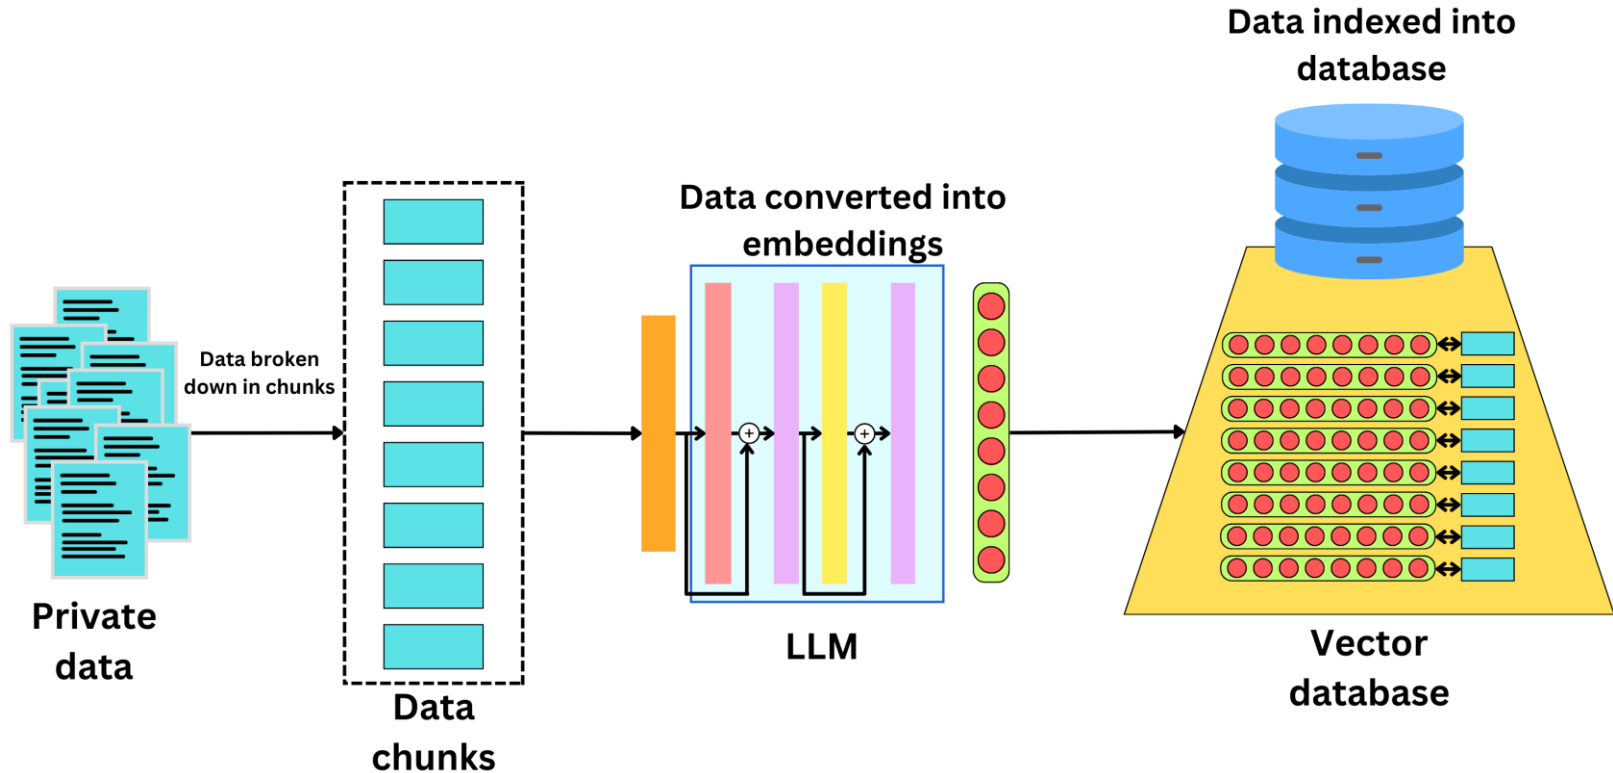 Private
data
Data broken
down in chunks
Data
chunks
Data converted into
embeddings
LLM
Data indexed into
database
Vector
database